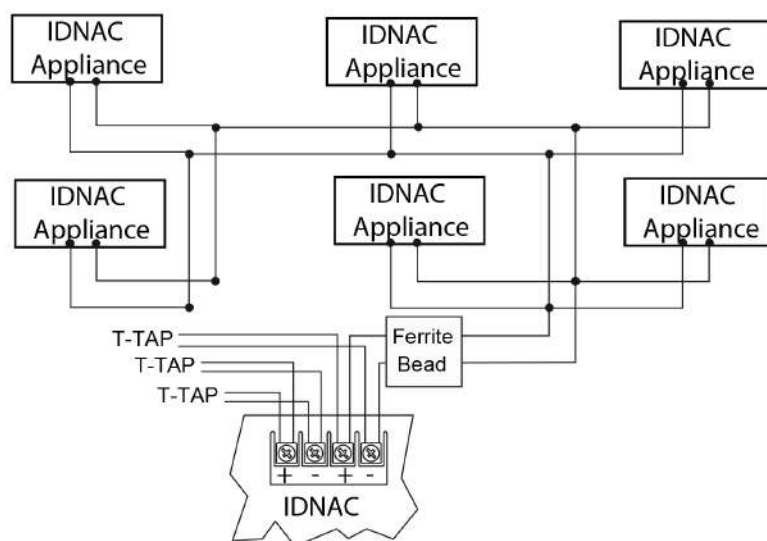 IDNAC
Appliance
IDNAC
Appliance
IDNAC
Appliance
IDNAC
Appliance
IDNAC
Appliance
IDNAC
Appliance
T-TAP
T-TAP
T-TAP
Ferrite
Bead
+ - + -
IDNAC